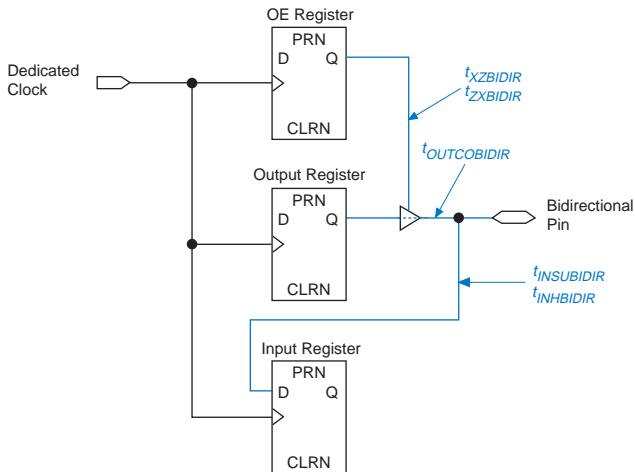 OE Register
PRN
D Q
CLRN
Dedicated
Clock
tXZBIDIR
tZXBIDIR
tOUTCOBIDIR
Output Register
PRN
D Q
CLRN
Bidirectional
Pin
tINSUBIDIR
tINHBIDIR
Input Register
PRN
D Q
CLRN